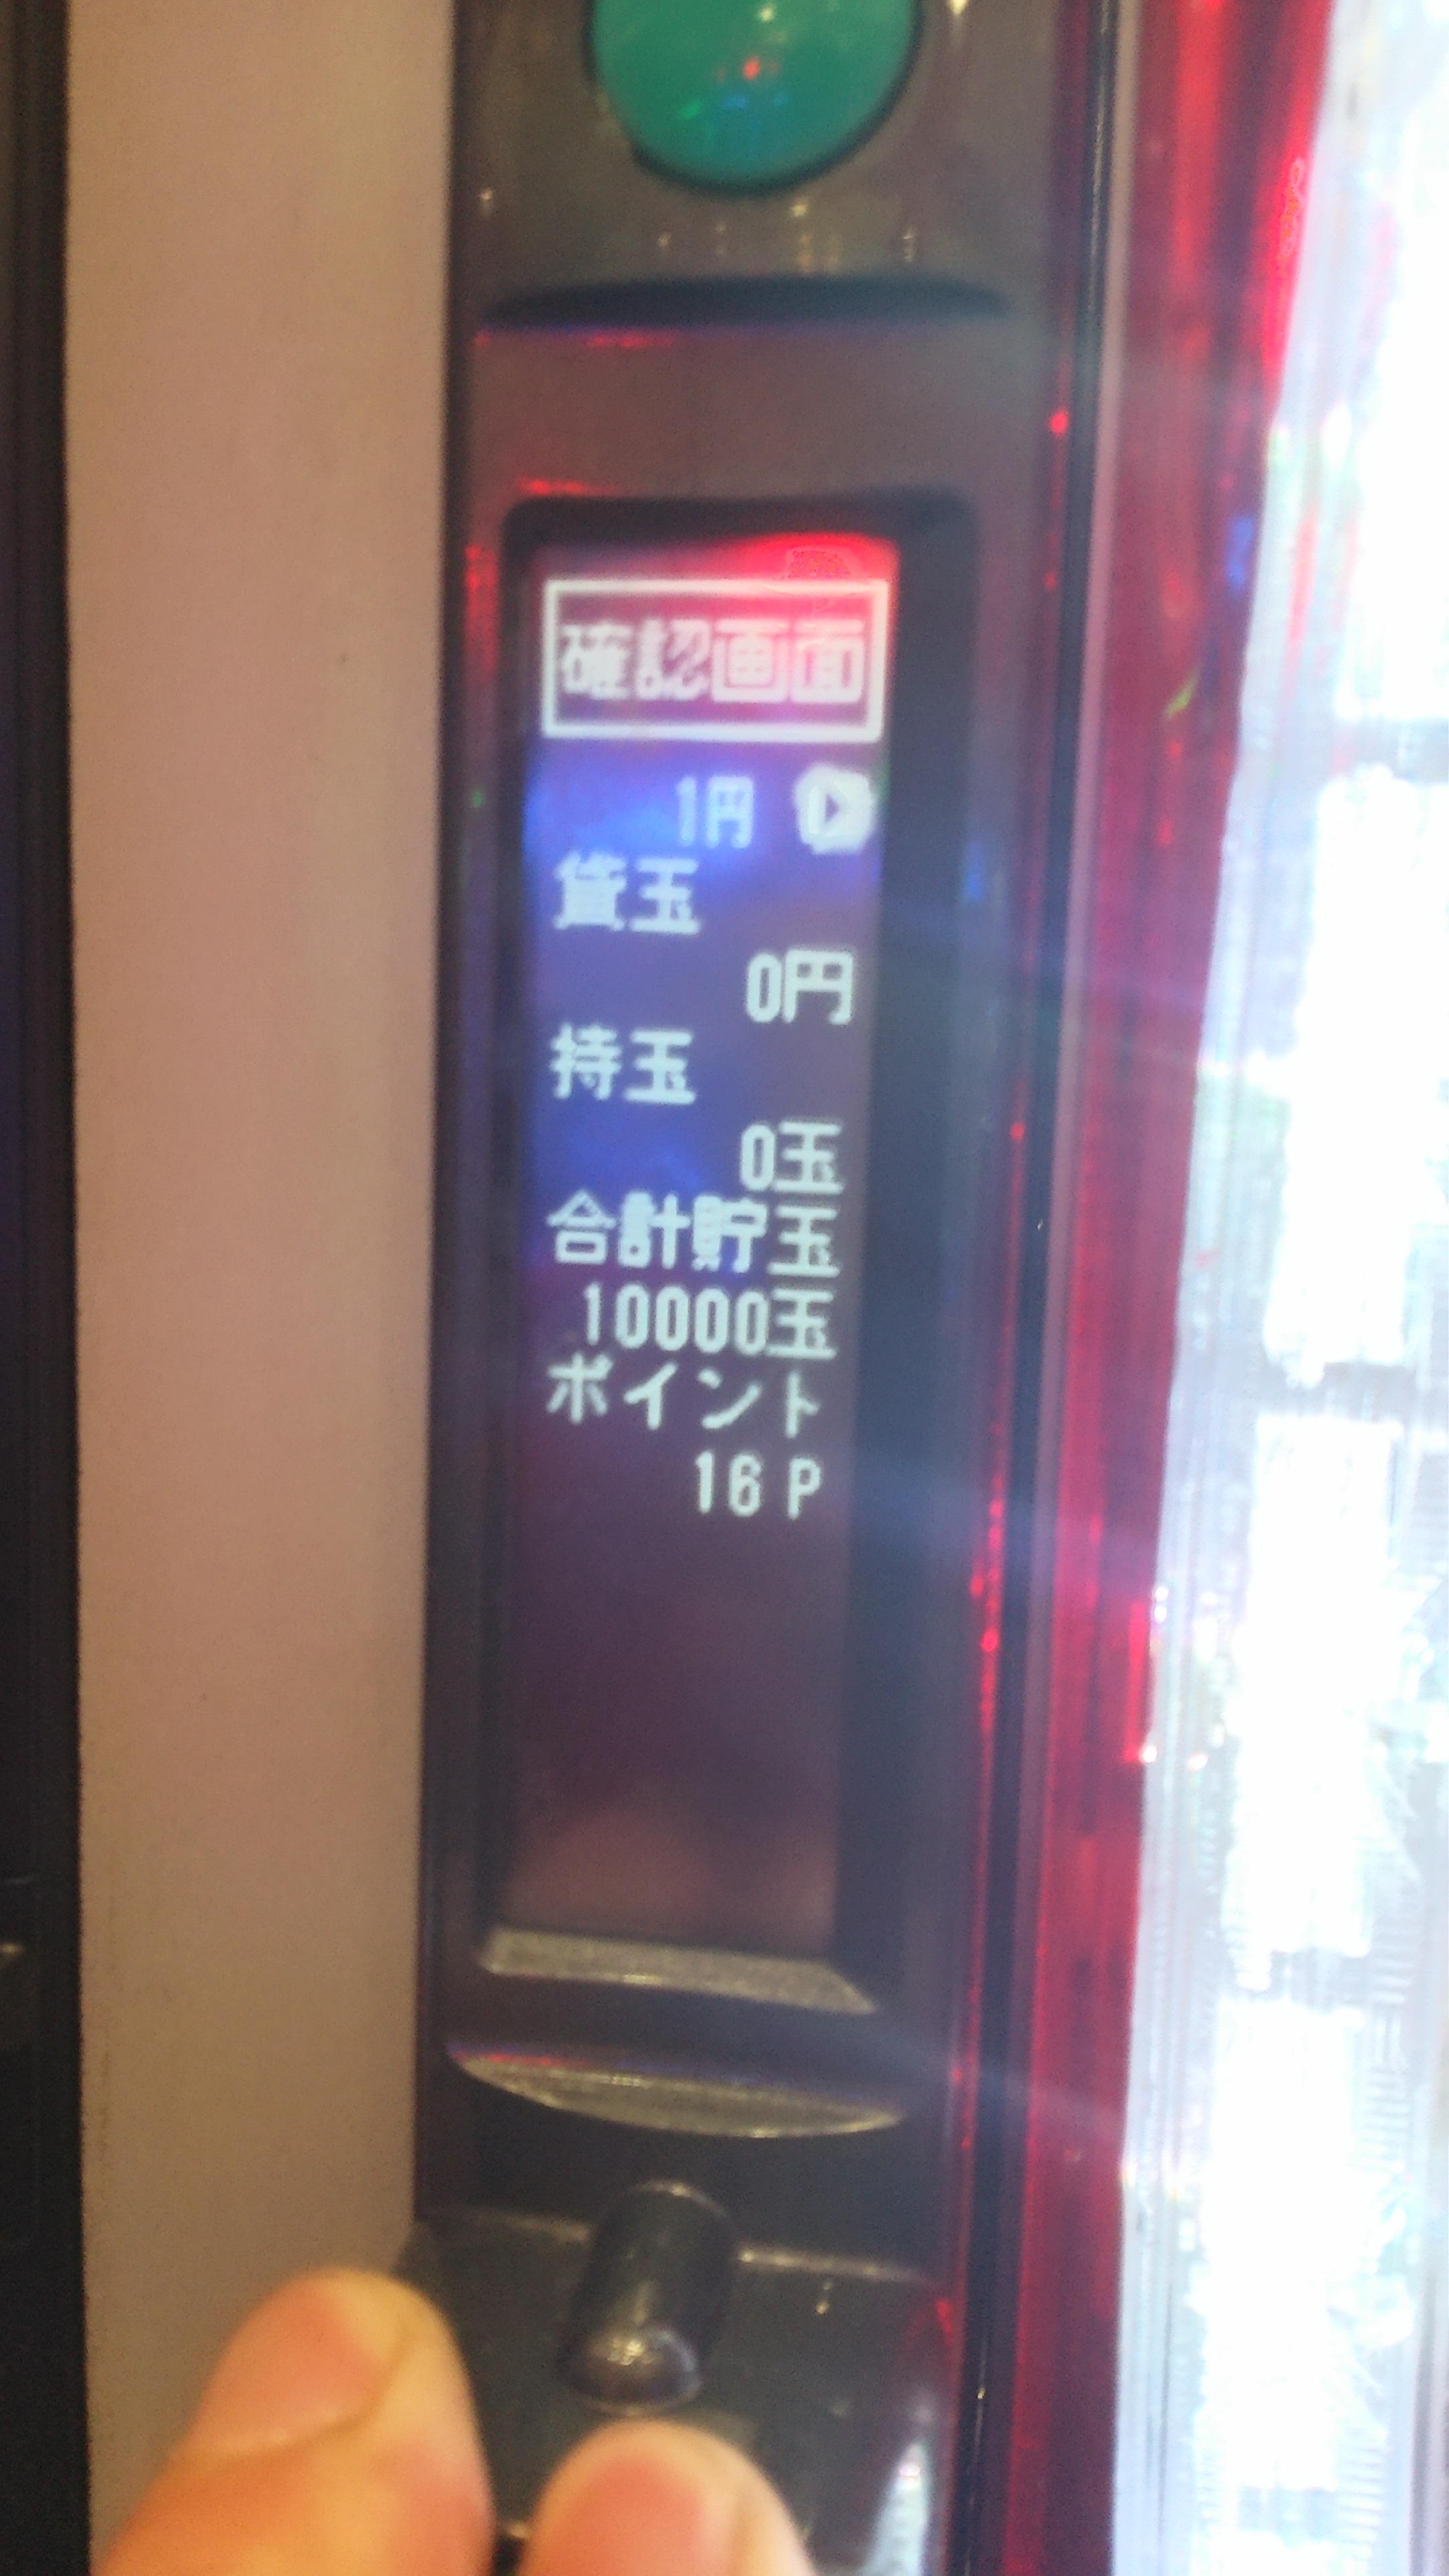 確認画面
1円
貸玉
0円
持玉
0玉
合計貯玉
10000玉
ポイント
16 P